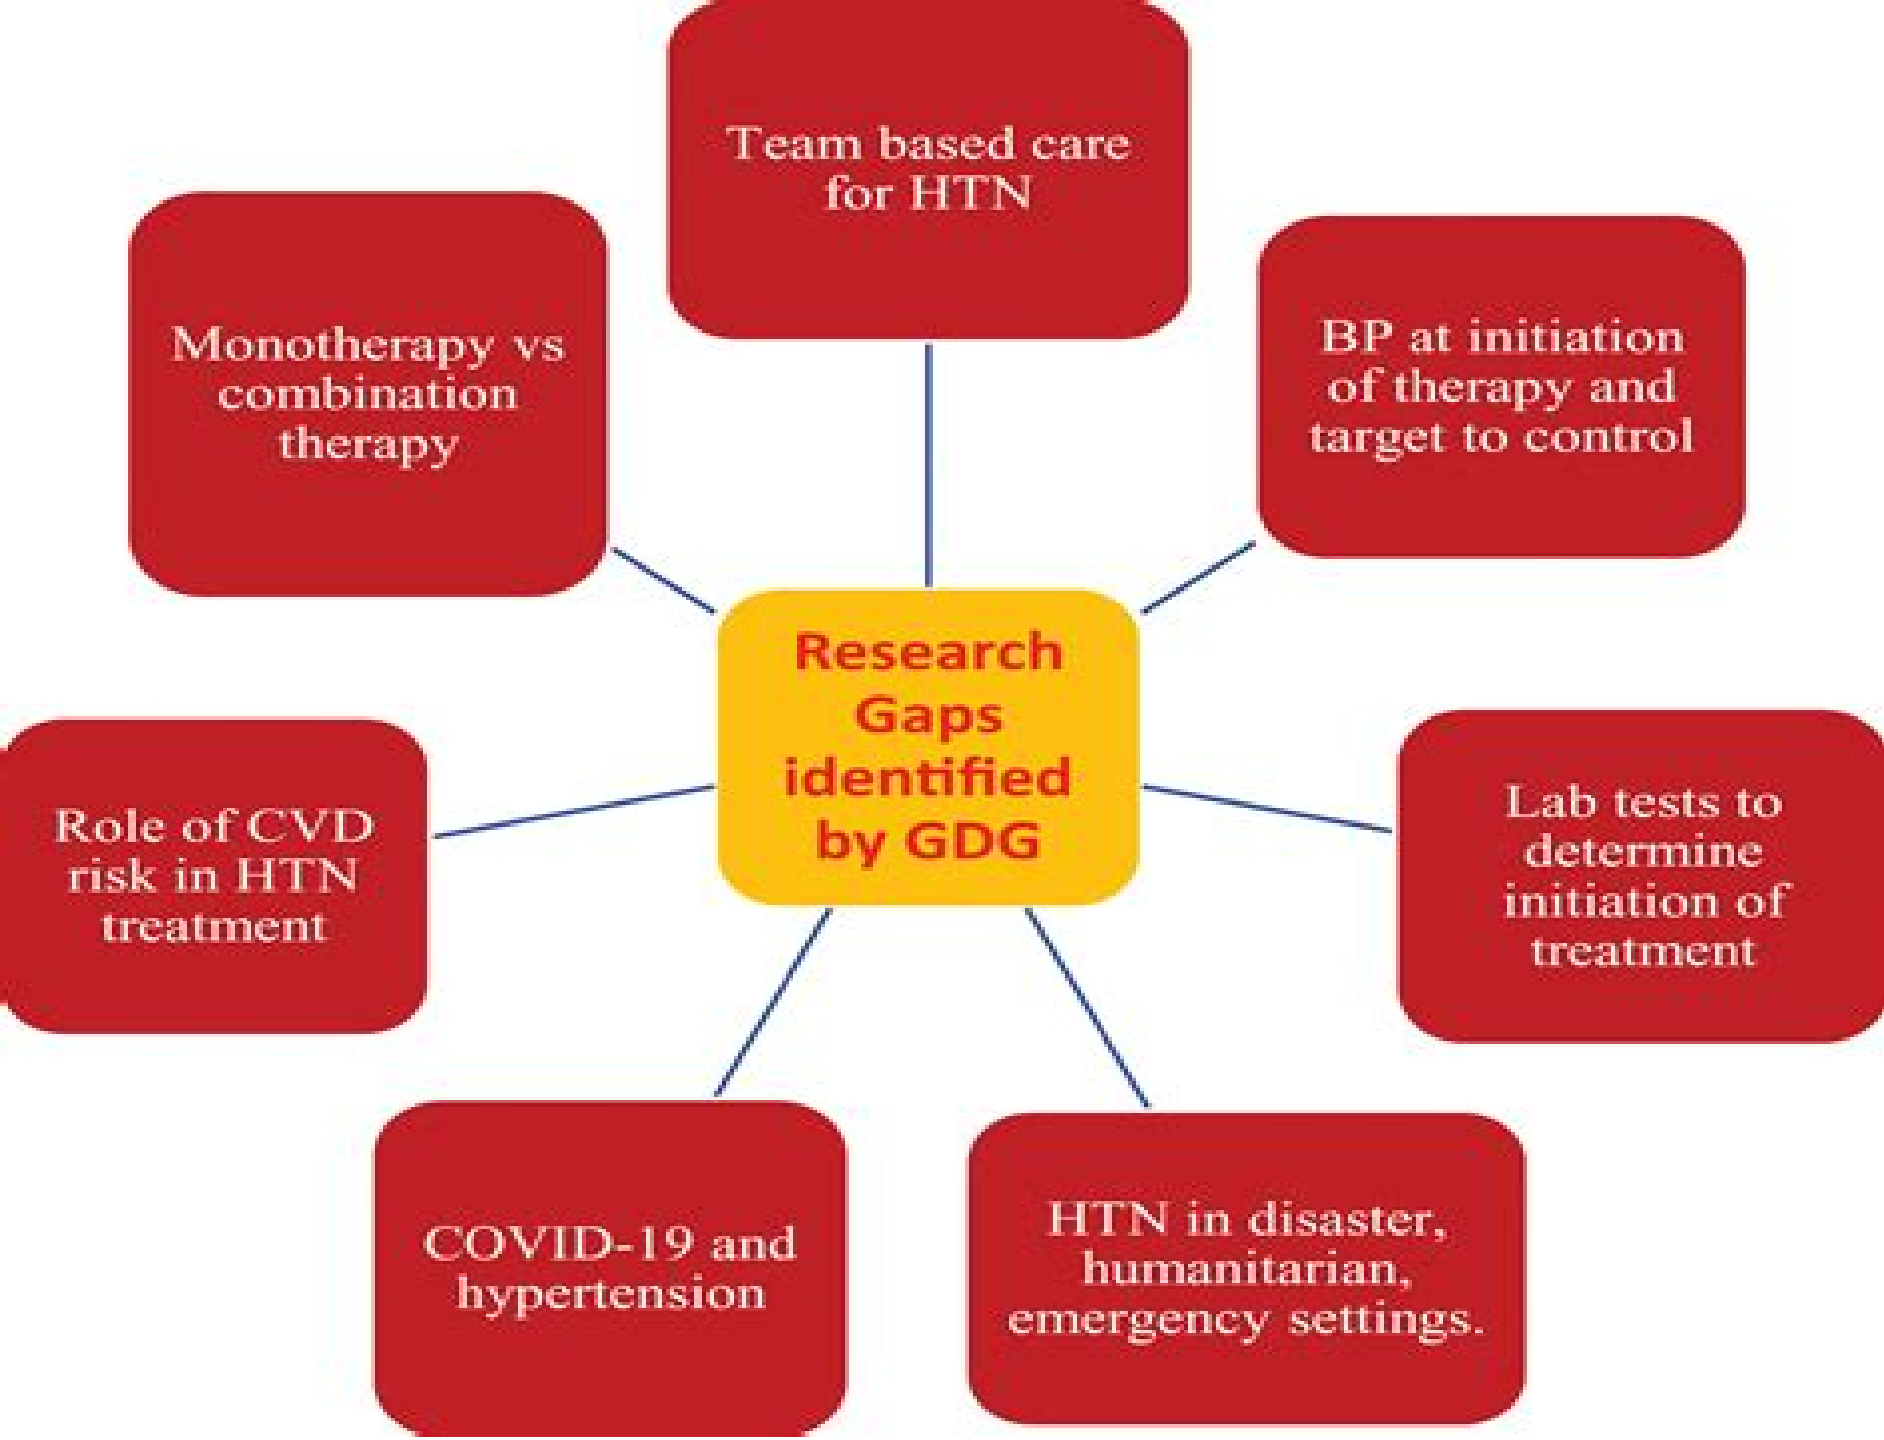 Team based care
for HTN
BP at initiation
of therapy and
target to control
Lab tests to
determine
initiation of
treatment
HTN in disaster,
humanitarian,
emergency settings.
COVID-19 and
hypertension
Role of CVD
risk in HTN
treatment
Monotherapy vs
combination
therapy
Research
Gaps
identified
by GDG